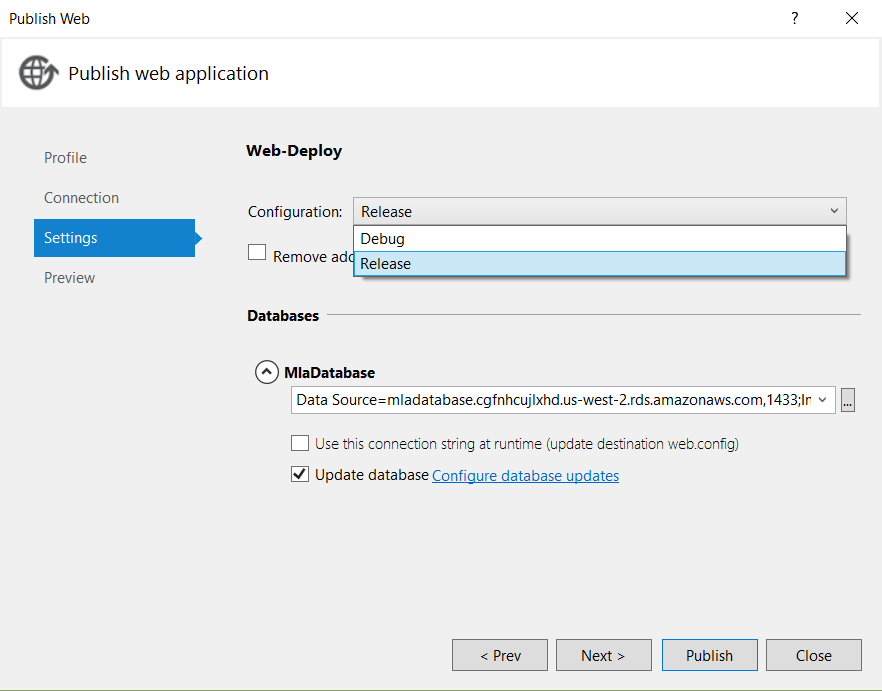 Publish Web
?
Publish web application
Profile
Connection
Settings
Preview
Web-Deploy
Configuration: Release
Debug
Release
Remove add
Databases
MlaDatabase
Data Source=mladatabase.cgfnhcujlxhd.us-west-2.rds.amazonaws.com,1433;In
...
Use this connection string at runtime (update destination web.config)
Update database Configure database updates
< Prev Next > Publish Close